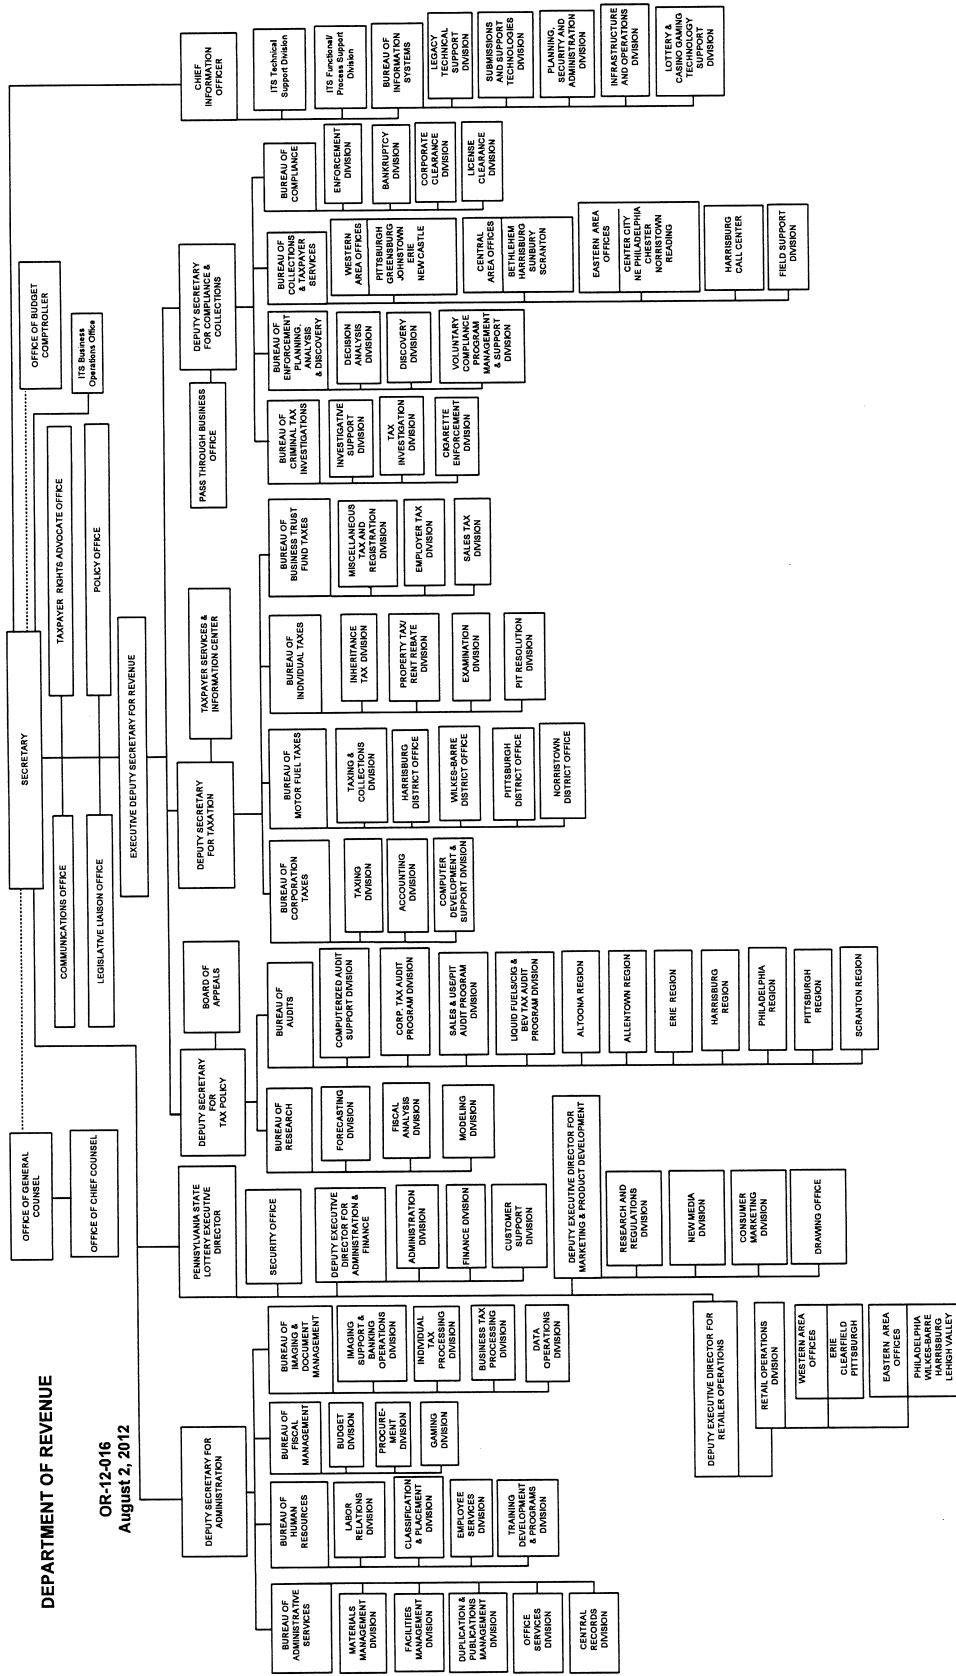 DEPARTMENT OF REVENUE
OR-12-016
August 2, 2012
SECRETARY
OFFICE OF GENERAL
COUNSEL
OFFICE OF CHIEF COUNSEL
OFFICE OF BUDGET
COMPTROLLER
ITS Business
Operations Office
COMMUNICATIONS OFFICE
TAXPAYER RIGHTS ADVOCATE OFFICE
LEGISLATIVE LIAISON OFFICE
POLICY OFFICE
EXECUTIVE DEPUTY SECRETARY FOR REVENUE
DEPUTY SECRETARY FOR
ADMINISTRATION
BUREAU OF
ADMINISTRATIVE
SERVICES
MATERIALS
MANAGEMENT
DIVISION
FACILITIES
MANAGEMENT
DIVISION
DUPLICATION &
PUBLICATIONS
MANAGEMENT
DIVISION
OFFICE
SERVICES
DIVISION
CENTRAL
RECORDS
DIVISION
BUREAU OF
HUMAN
RESOURCES
LABOR
RELATIONS
DIVISION
CLASSIFICATION
& PLACEMENT
DIVISION
EMPLOYEE
SERVICES
DIVISION
TRAINING
DEVELOPMENT
& PROGRAMS
DIVISION
BUREAU OF
FISCAL
MANAGEMENT
BUDGET
DIVISION
PROCURE-
MENT
DIVISION
GAMING
DIVISION
BUREAU OF
IMAGING &
DOCUMENT
MANAGEMENT
IMAGING
SUPPORT &
BANKING
OPERATIONS
DIVISION
INDIVIDUAL
TAX
PROCESSING
DIVISION
BUSINESS TAX
PROCESSING
DIVISION
DATA
OPERATIONS
DIVISION
PENNSYLVANIA STATE
LOTTERY EXECUTIVE
DIRECTOR
SECURITY OFFICE
DEPUTY EXECUTIVE
DIRECTOR FOR
ADMINISTRATION &
FINANCE
ADMINISTRATION
DIVISION
FINANCE DIVISION
CUSTOMER
SUPPORT
DIVISION
DEPUTY EXECUTIVE DIRECTOR FOR
MARKETING & PRODUCT DEVELOPMENT
RESEARCH AND
REGULATIONS
DIVISION
NEW MEDIA
DIVISION
CONSUMER
MARKETING
DIVISION
DRAWING OFFICE
DEPUTY EXECUTIVE DIRECTOR FOR
RETAILER OPERATIONS
RETAIL OPERATIONS
DIVISION
WESTERN AREA
OFFICES
ERIE
CLEARFIELD
PITTSBURGH
EASTERN AREA
OFFICES
PHILADELPHIA
WILKES-BARRE
HARRISBURG
LEHIGH VALLEY
DEPUTY SECRETARY
FOR
TAX POLICY
BOARD OF
APPEALS
BUREAU OF
RESEARCH
FORECASTING
DIVISION
FISCAL
ANALYSIS
DIVISION
MODELING
DIVISION
BUREAU OF
AUDITS
COMPUTERIZED AUDIT
SUPPORT DIVISION
CORP. TAX AUDIT
PROGRAM DIVISION
SALES & USE/PIT
AUDIT PROGRAM
DIVISION
LIQUID FUELS/CIG &
BEV TAX AUDIT
PROGRAM DIVISION
ALTOONA REGION
ALLENTOWN REGION
ERIE REGION
HARRISBURG
REGION
PHILADELPHIA
REGION
PITTSBURGH
REGION
SCRANTON REGION
DEPUTY SECRETARY
FOR TAXATION
TAXPAYER SERVICES &
INFORMATION CENTER
BUREAU OF
CORPORATION
TAXES
TAXING
DIVISION
ACCOUNTING
DIVISION
COMPUTER
DEVELOPMENT &
SUPPORT DIVISION
BUREAU OF
MOTOR FUEL TAXES
TAXING &
COLLECTIONS
DIVISION
HARRISBURG
DISTRICT OFFICE
WILKES-BARRE
DISTRICT OFFICE
PITTSBURGH
DISTRICT OFFICE
NORRISTOWN
DISTRICT OFFICE
BUREAU OF
INDIVIDUAL TAXES
INHERITANCE
TAX DIVISION
PROPERTY TAX/
RENT REBATE
DIVISION
EXAMINATION
DIVISION
PIT RESOLUTION
DIVISION
BUREAU OF
BUSINESS TRUST
FUND TAXES
MISCELLANEOUS
TAX AND
REGISTRATION
DIVISION
EMPLOYER TAX
DIVISION
SALES TAX
DIVISION
DEPUTY SECRETARY
FOR COMPLIANCE &
COLLECTIONS
PASS THROUGH BUSINESS
OFFICE
BUREAU OF
CRIMINAL TAX
INVESTIGATIONS
INVESTIGATIVE
SUPPORT
DIVISION
TAX
INVESTIGATION
DIVISION
CIGARETTE
ENFORCEMENT
DIVISION
BUREAU OF
ENFORCEMENT
PLANNING,
ANALYSIS
& DISCOVERY
DECISION
ANALYSIS
DIVISION
DISCOVERY
DIVISION
VOLUNTARY
COMPLIANCE
PROGRAM
MANAGEMENT
& SUPPORT
DIVISION
BUREAU OF
COLLECTIONS
& TAXPAYER
SERVICES
WESTERN
AREA OFFICES
PITTSBURGH
GREENSBURG
JOHNSTOWN
ERIE
NEW CASTLE
CENTRAL
AREA OFFICES
BETHLEHEM
HARRISBURG
SUNBURY
SCRANTON
EASTERN AREA
OFFICES
CENTER CITY
NE PHILADELPHIA
CHESTER
NORRISTOWN
READING
HARRISBURG
CALL CENTER
FIELD SUPPORT
DIVISION
BUREAU OF
COMPLIANCE
ENFORCEMENT
DIVISION
BANKRUPTCY
DIVISION
CORPORATE
CLEARANCE
DIVISION
LICENSE
CLEARANCE
DIVISION
CHIEF
INFORMATION
OFFICER
ITS Technical
Support Division
ITS Functional/
Process Support
Division
BUREAU OF
INFORMATION
SYSTEMS
LEGACY
TECHNICAL
SUPPORT
DIVISION
SUBMISSIONS
AND SUPPORT
TECHNOLOGIES
DIVISION
PLANNING,
SECURITY AND
ADMINISTRATION
DIVISION
INFRASTRUCTURE
AND OPERATIONS
DIVISION
LOTTERY &
CASINO GAMING
TECHNOLOGY
SUPPORT
DIVISION